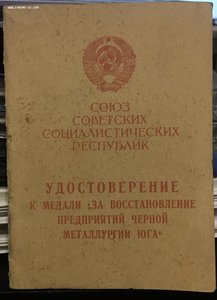 СОЮЗ
СОВЕТСКИХ
СОЦИАЛИСТИЧЕСКИХ
РЕСПУБЛИК
УДОСТОВЕРЕНИЕ
К МЕДАЛИ „ЗА ВОССТАНОВЛЕНИЕ
ПРЕДПРИЯТИЙ ЧЕРНОЙ
МЕТАЛЛУРГИИ ЮГА“